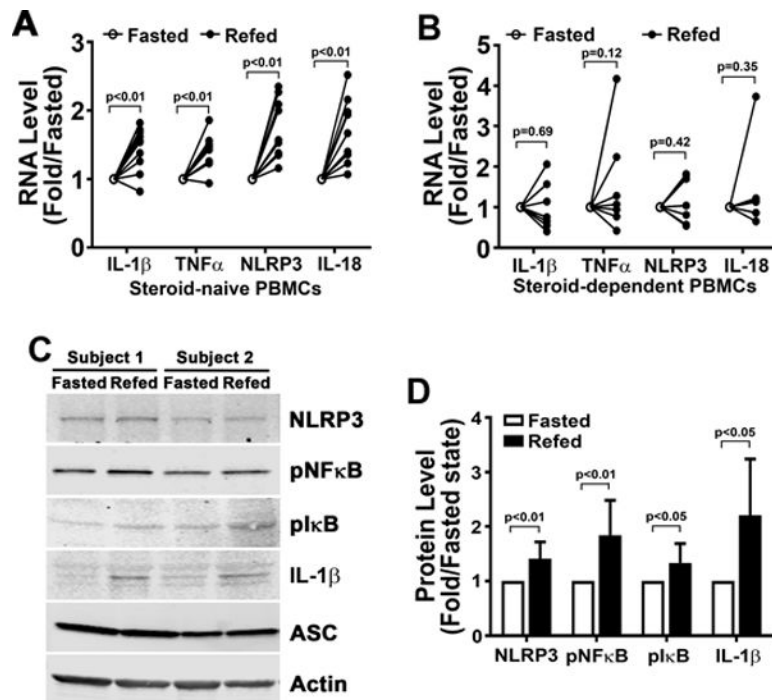 A
RNA Level
(Fold/Fasted)
3
2
1
0
Fasted Refed
p<0.01
p<0.01
p<0.01
p<0.01
IL-1β TNFα NLRP3 IL-18
Steroid-naive PBMCs
B
RNA Level
(Fold/Fasted)
5
4
3
2
1
0
Fasted Refed
p=0.69
p=0.12
p=0.42
p=0.35
IL-1β TNFα NLRP3 IL-18
Steroid-dependent PBMCs
C
Subject 1 Subject 2
Fasted Refed Fasted Refed
NLRP3
pNFκB
pIκB
IL-1β
ASC
Actin
D
Protein Level
(Fold/Fasted state)
4
3
2
1
0
Fasted
Refed
p<0.01
p<0.01
p<0.05
p<0.05
NLRP3 pNFκB pIκB IL-1β